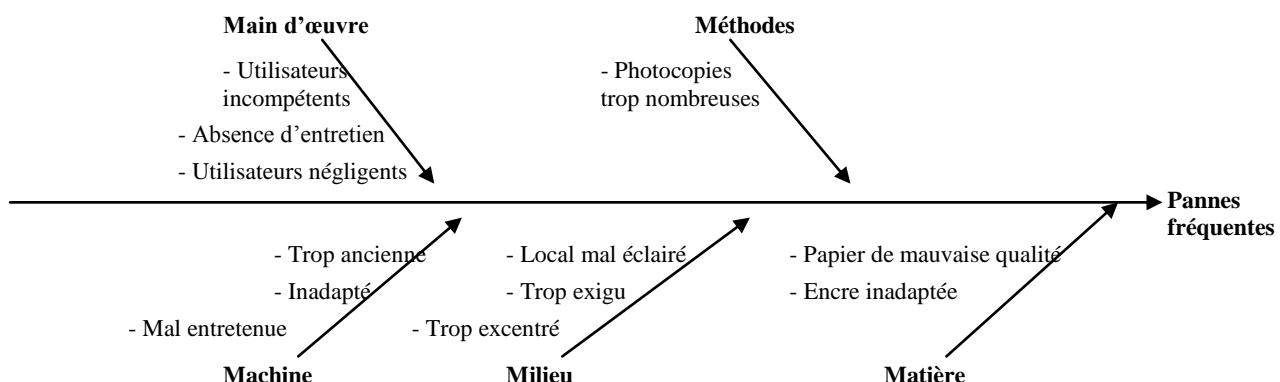 Main d’œuvre
Méthodes
- Utilisateurs
incompétents
- Absence d’entretien
- Utilisateurs négligents
- Photocopies
trop nombreuses
Pannes
fréquentes
- Trop ancienne
- Inadapté
- Mal entretenue
- Local mal éclairé
- Trop exigu
- Trop excentré
- Papier de mauvaise qualité
- Encre inadaptée
Machine
Milieu
Matière